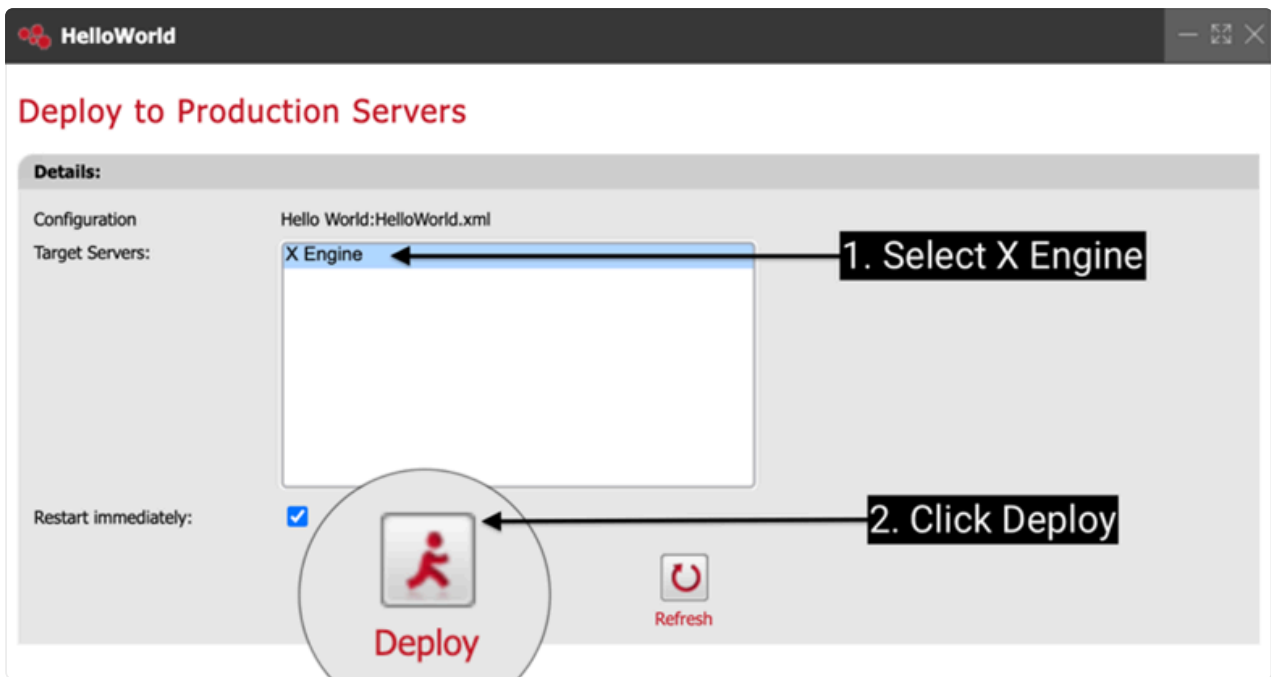 HelloWorld
Deploy to Production Servers
Details:
Configuration Hello World:HelloWorld.xml
Target Servers: X Engine
1. Select X Engine
Restart immediately:
2. Click Deploy
Deploy
Refresh